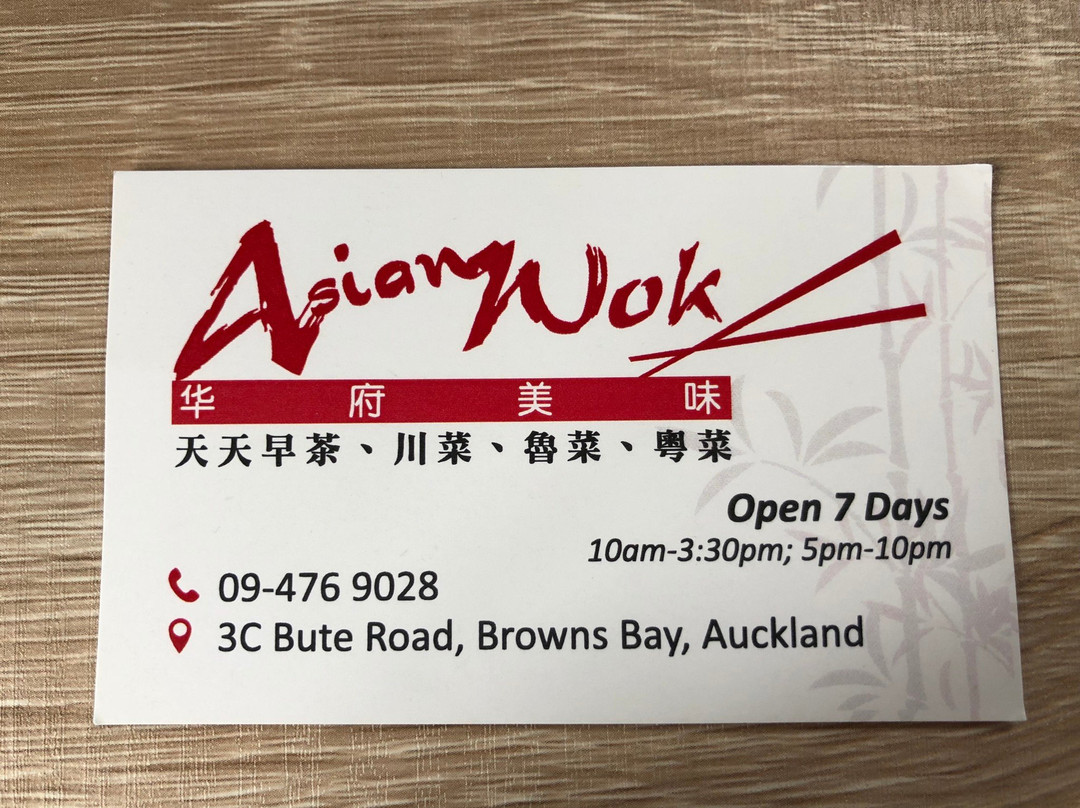 Asian Wok
华府美味
天天早茶、川菜、魯菜、粵菜
Open 7 Days
10am-3:30pm; 5pm-10pm
09-476 9028
3C Bute Road, Browns Bay, Auckland